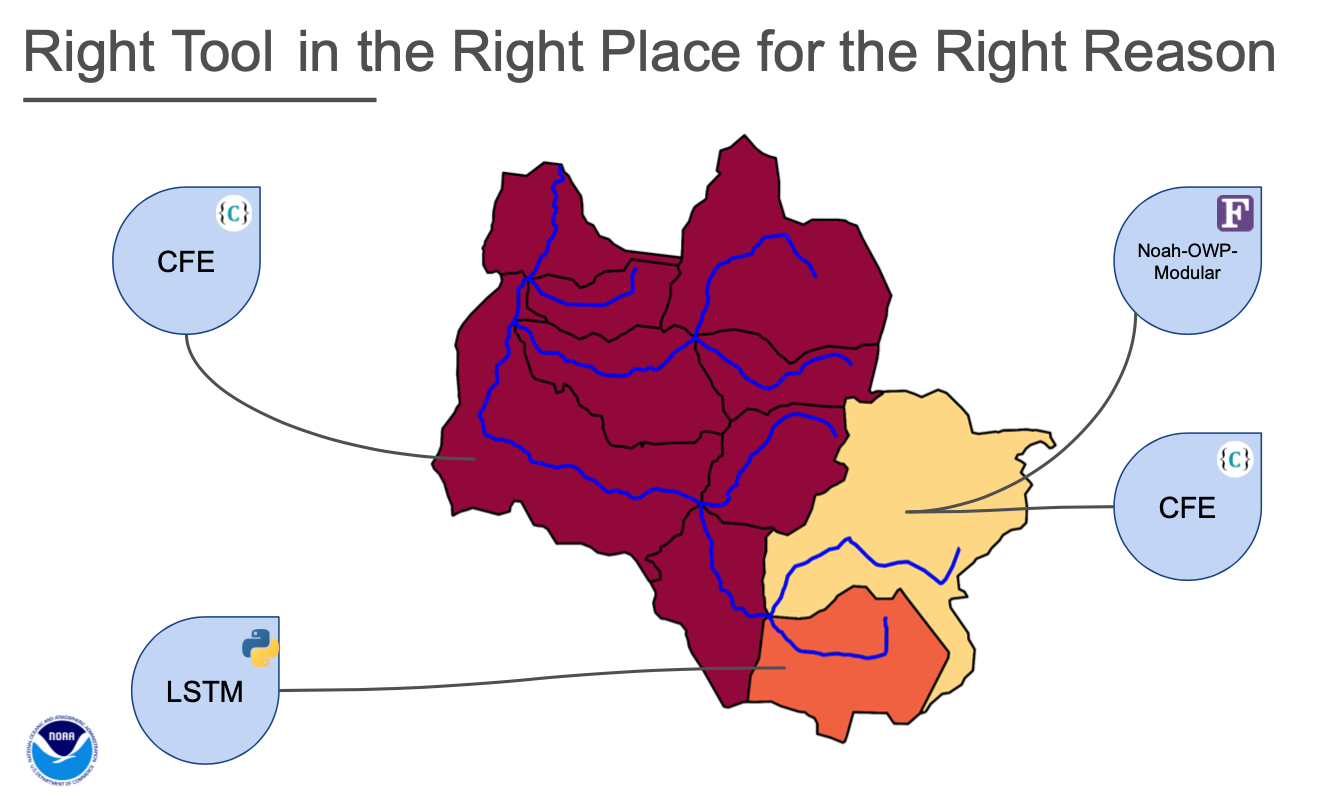 Right Tool in the Right Place for the Right Reason
{C}
CFE
F
Noah-OWP-
Modular
{C}
CFE
LSTM
NOAA
NATIONAL OCEANIC AND ATMOSPHERIC ADMINISTRATION
U.S. DEPARTMENT OF COMMERCE